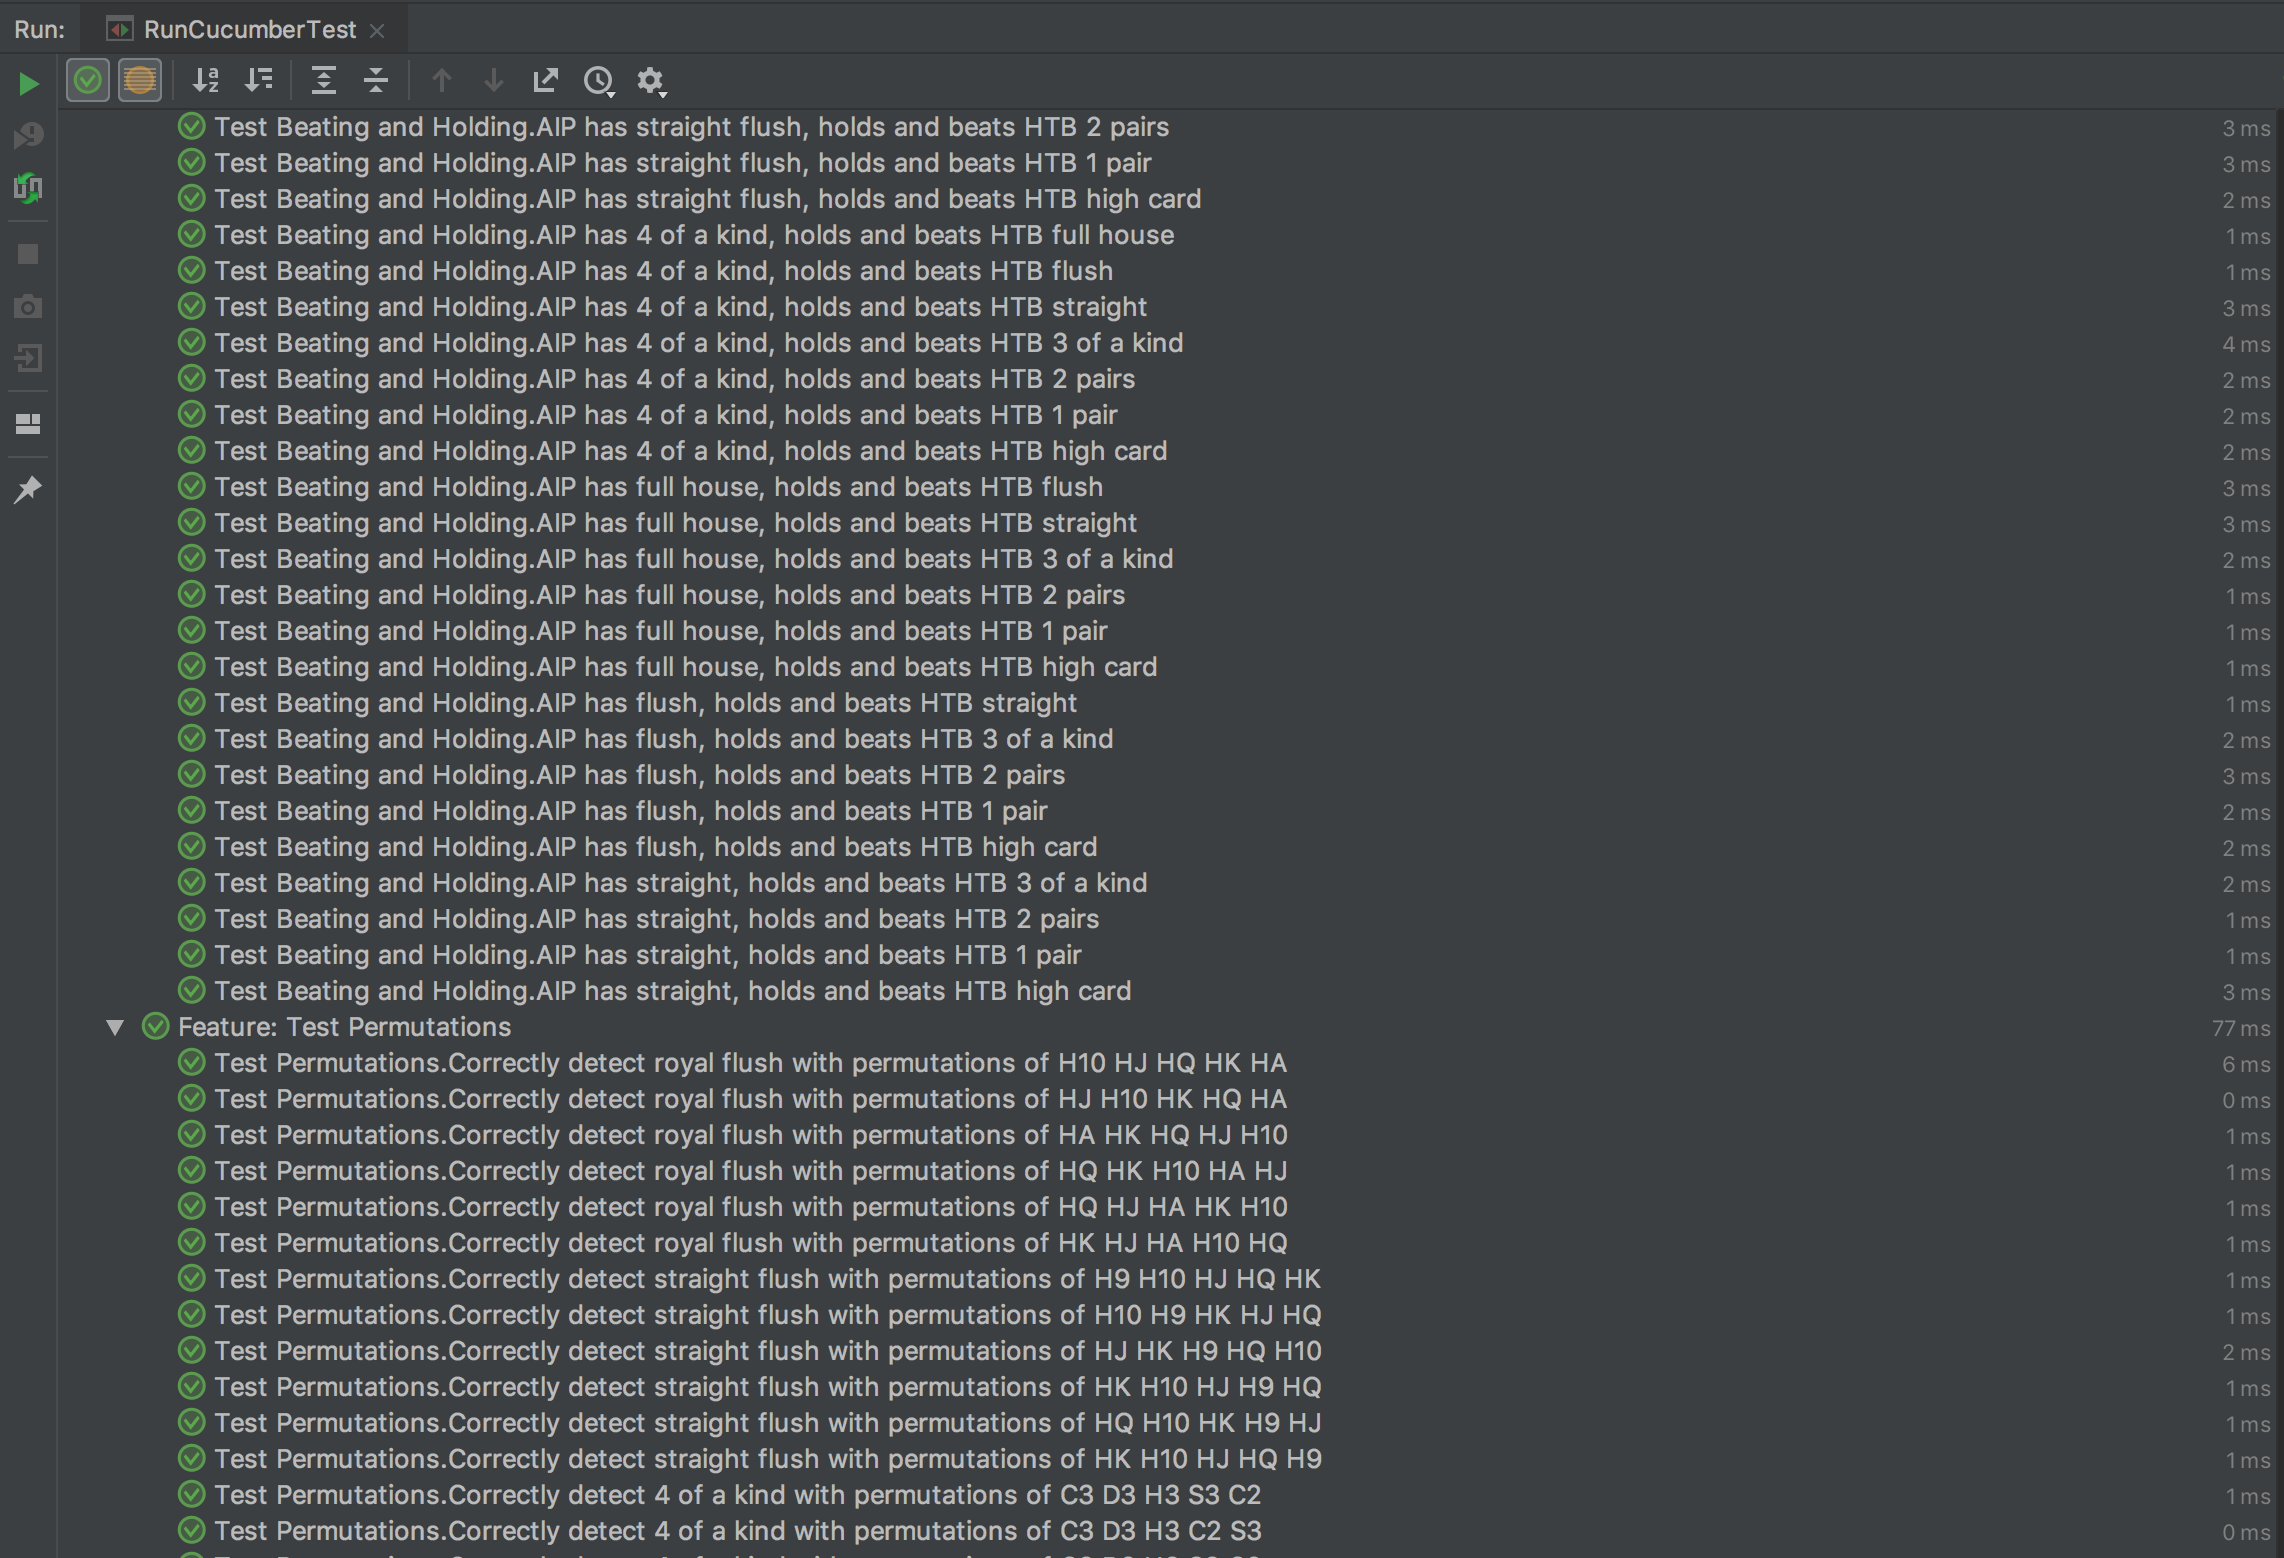 Run: RunCucumberTest
Test Beating and Holding.AIP has straight flush, holds and beats HTB 2 pairs 3 ms
Test Beating and Holding.AIP has straight flush, holds and beats HTB 1 pair 3 ms
Test Beating and Holding.AIP has straight flush, holds and beats HTB high card 2 ms
Test Beating and Holding.AIP has 4 of a kind, holds and beats HTB full house 1 ms
Test Beating and Holding.AIP has 4 of a kind, holds and beats HTB flush 1 ms
Test Beating and Holding.AIP has 4 of a kind, holds and beats HTB straight 3 ms
Test Beating and Holding.AIP has 4 of a kind, holds and beats HTB 3 of a kind 4 ms
Test Beating and Holding.AIP has 4 of a kind, holds and beats HTB 2 pairs 2 ms
Test Beating and Holding.AIP has 4 of a kind, holds and beats HTB 1 pair 2 ms
Test Beating and Holding.AIP has 4 of a kind, holds and beats HTB high card 2 ms
Test Beating and Holding.AIP has full house, holds and beats HTB flush 3 ms
Test Beating and Holding.AIP has full house, holds and beats HTB straight 3 ms
Test Beating and Holding.AIP has full house, holds and beats HTB 3 of a kind 2 ms
Test Beating and Holding.AIP has full house, holds and beats HTB 2 pairs 1 ms
Test Beating and Holding.AIP has full house, holds and beats HTB 1 pair 1 ms
Test Beating and Holding.AIP has full house, holds and beats HTB high card 1 ms
Test Beating and Holding.AIP has flush, holds and beats HTB straight 1 ms
Test Beating and Holding.AIP has flush, holds and beats HTB 3 of a kind 2 ms
Test Beating and Holding.AIP has flush, holds and beats HTB 2 pairs 3 ms
Test Beating and Holding.AIP has flush, holds and beats HTB 1 pair 2 ms
Test Beating and Holding.AIP has flush, holds and beats HTB high card 2 ms
Test Beating and Holding.AIP has straight, holds and beats HTB 3 of a kind 2 ms
Test Beating and Holding.AIP has straight, holds and beats HTB 2 pairs 1 ms
Test Beating and Holding.AIP has straight, holds and beats HTB 1 pair 1 ms
Test Beating and Holding.AIP has straight, holds and beats HTB high card 3 ms
Feature: Test Permutations 77 ms
Test Permutations.Correctly detect royal flush with permutations of H10 HJ HQ HK HA 6 ms
Test Permutations.Correctly detect royal flush with permutations of HJ H10 HK HQ HA 0 ms
Test Permutations.Correctly detect royal flush with permutations of HA HK HQ HJ H10 1 ms
Test Permutations.Correctly detect royal flush with permutations of HQ HK H10 HA HJ 1 ms
Test Permutations.Correctly detect royal flush with permutations of HQ HJ HA HK H10 1 ms
Test Permutations.Correctly detect royal flush with permutations of HK HJ HA H10 HQ 1 ms
Test Permutations.Correctly detect straight flush with permutations of H9 H10 HJ HQ HK 1 ms
Test Permutations.Correctly detect straight flush with permutations of H10 H9 HK HJ HQ 1 ms
Test Permutations.Correctly detect straight flush with permutations of HJ HK H9 HQ H10 2 ms
Test Permutations.Correctly detect straight flush with permutations of HK H10 HJ H9 HQ 1 ms
Test Permutations.Correctly detect straight flush with permutations of HQ H10 HK H9 HJ 1 ms
Test Permutations.Correctly detect straight flush with permutations of HK H10 HJ HQ H9 1 ms
Test Permutations.Correctly detect 4 of a kind with permutations of C3 D3 H3 S3 C2 1 ms
Test Permutations.Correctly detect 4 of a kind with permutations of C3 D3 H3 C2 S3 0 ms